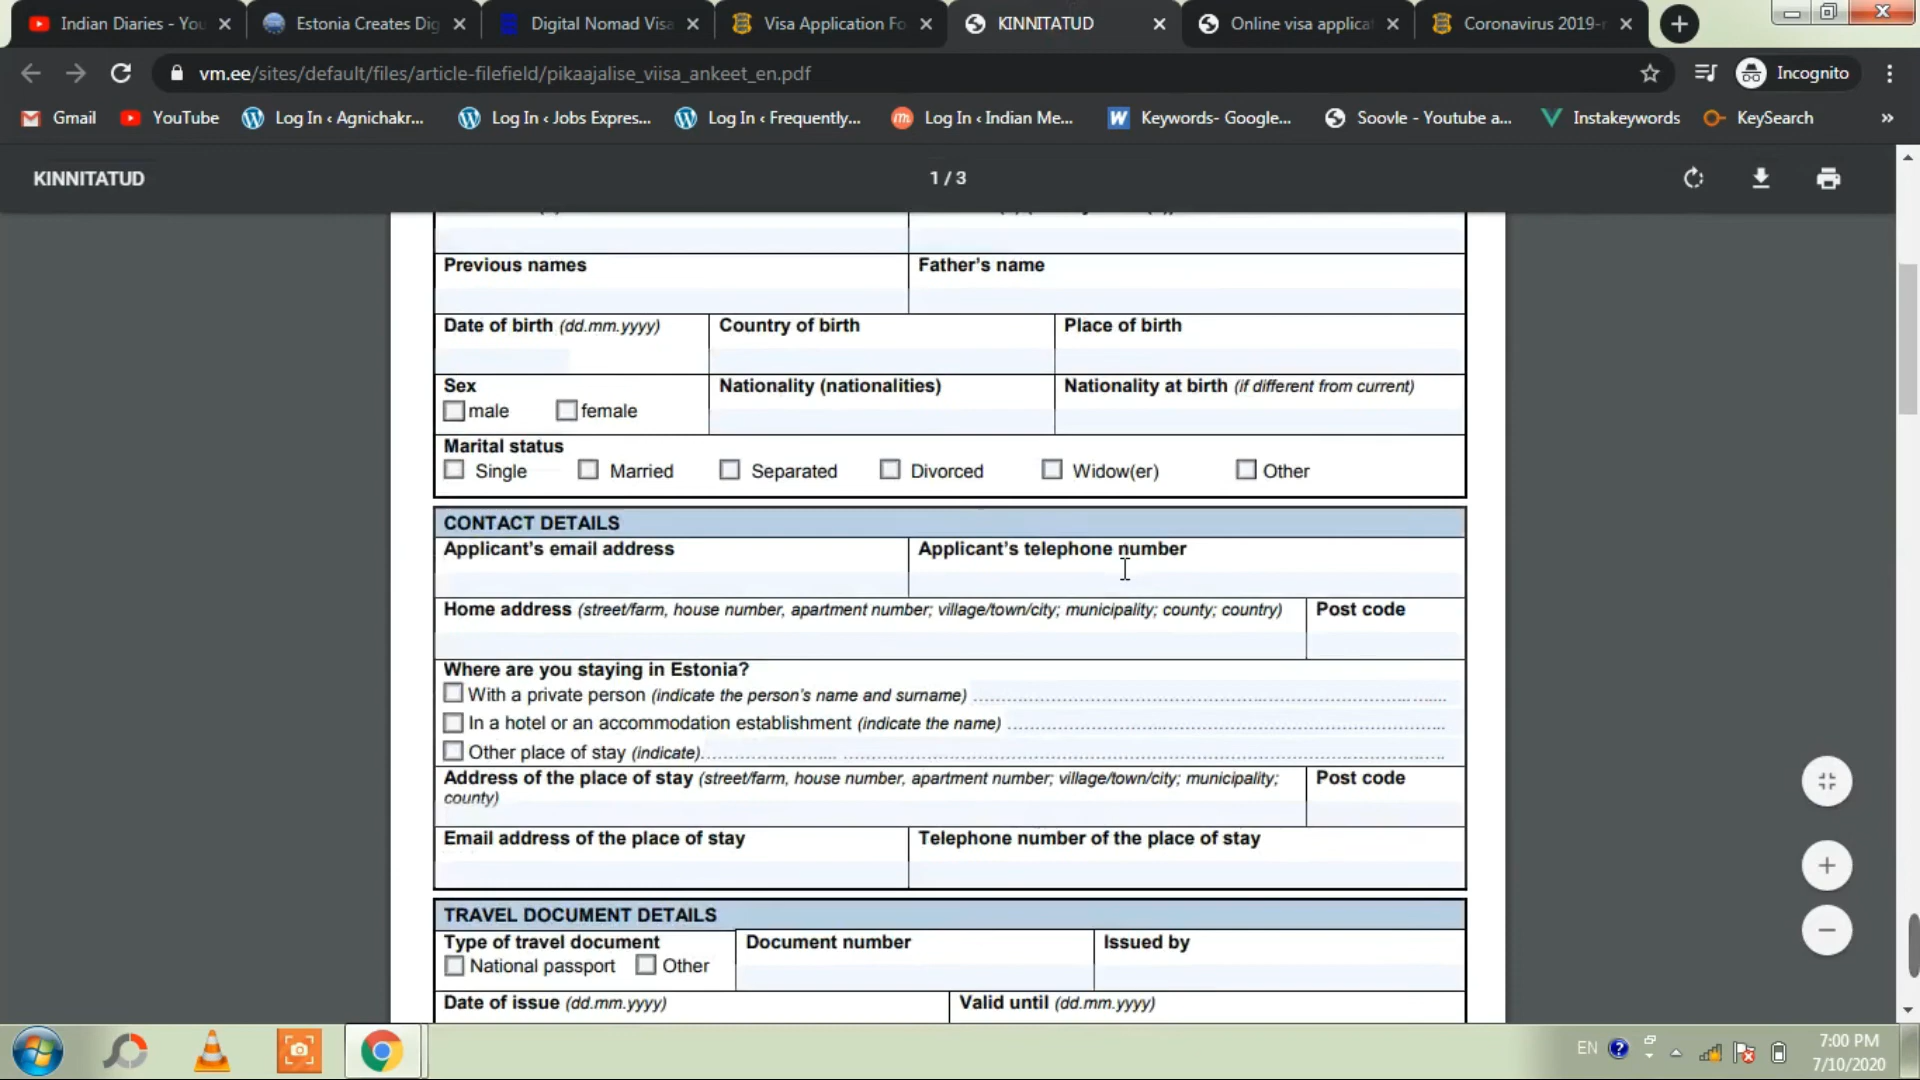 Indian Diaries - You
Estonia Creates Dig
Digital Nomad Visa
Visa Application Fo
KINNITATUD
Online visa applicat
Coronavirus 2019-n
vm.ee/sites/default/files/article-filefield/pikaajalise_viisa_ankeet_en.pdf
Incognito
Gmail
YouTube
Log In ‹ Agnichakr...
Log In ‹ Jobs Expres...
Log In ‹ Frequently...
Log In ‹ Indian Me...
Keywords- Google...
Soovle - Youtube a...
Instakeywords
KeySearch
»
KINNITATUD
1 / 3
Previous names
Father's name
Date of birth (dd.mm.yyyy)
Country of birth
Place of birth
Sex
male
female
Nationality (nationalities)
Nationality at birth (if different from current)
Marital status
Single
Married
Separated
Divorced
Widow(er)
Other
CONTACT DETAILS
Applicant's email address
Applicant's telephone number
Home address (street/farm, house number, apartment number; village/town/city; municipality; county; country)
Post code
Where are you staying in Estonia?
With a private person (indicate the person's name and surname)
In a hotel or an accommodation establishment (indicate the name)
Other place of stay (indicate)
Address of the place of stay (street/farm, house number, apartment number; village/town/city; municipality;
county)
Post code
Email address of the place of stay
Telephone number of the place of stay
TRAVEL DOCUMENT DETAILS
Type of travel document
National passport
Other
Document number
Issued by
Date of issue (dd.mm.yyyy)
Valid until (dd.mm.yyyy)
EN
7:00 PM
7/10/2020